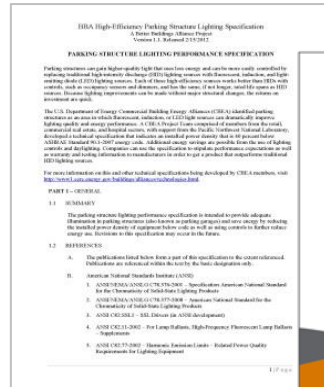 BBA High-Efficiency Parking Structure Lighting Specification
A Better Buildings Alliance Project
Version 1.1, Released 2/15/2012
PARKING STRUCTURE LIGHTING PERFORMANCE SPECIFICATION
Parking structures can gain higher-quality light that uses less energy and can be more easily controlled by
replacing traditional high-intensity discharge (HID) lighting sources with fluorescent, induction, and light-
emitting diode (LED) lighting sources. Each of these high-efficiency sources works better than HIDs with
controls, such as occupancy sensors and dimmers, and last the same, if not longer, rated life spans as HID
sources. Because lighting improvements can be made without major structural changes, the returns on
investment are quick.
The U.S. Department of Energy Commercial Building Energy Alliances (CBEA) identified parking
structures as an area in which fluorescent, induction, or LED light sources can dramatically improve
lighting quality and energy performance. A CBEA Project Team comprised of members from the retail,
commercial real estate, and hospital sectors, with support from the Pacific Northwest National Laboratory,
developed a technical specification that indicates an installed power density that is 40 percent below
ASHRAE Standard 90.1-2007 energy code. Additional energy savings are possible from the use of lighting
controls and daylighting. Companies can use the specification to stipulate performance expectations as well
as warranty and testing information to manufacturers in order to get a product that outperforms traditional
HID lighting sources.
For more information on this and other technical specifications being developed by CBEA members, visit
PART 1 – GENERAL
1.1 SUMMARY
The parking structure lighting performance specification is intended to provide adequate
illumination in parking structures (also known as parking garages) and save energy by reducing
the installed power density of equipment below code as well as using controls to further reduce
energy use. Revisions to this specification may occur in the future.
1.2 REFERENCES
A. The publications listed below form a part of this specification to the extent referenced.
Publications are referenced within the text by the basic designation only.
B. American National Standards Institute (ANSI)
1. ANSI/NEMA/ANSLG C78.376-2001 – Specification American National Standard for
the Chromaticity of Solid-State Lighting Products
2. ANSI/NEMA/ANSLG C78.377-2008 – American National Standard for the
Chromaticity of Solid-State Lighting Products
3. ANSI C82.SSL1 – SSL Drivers (in ANSI development)
4. ANSI C82.11-2002 – For Lamp Ballasts, High-Frequency Fluorescent Lamp Ballasts
– Supplements
5. ANSI C82.77-2002 – Harmonic Emission Limits – Related Power Quality
Requirements for Lighting Equipment
1 | Page